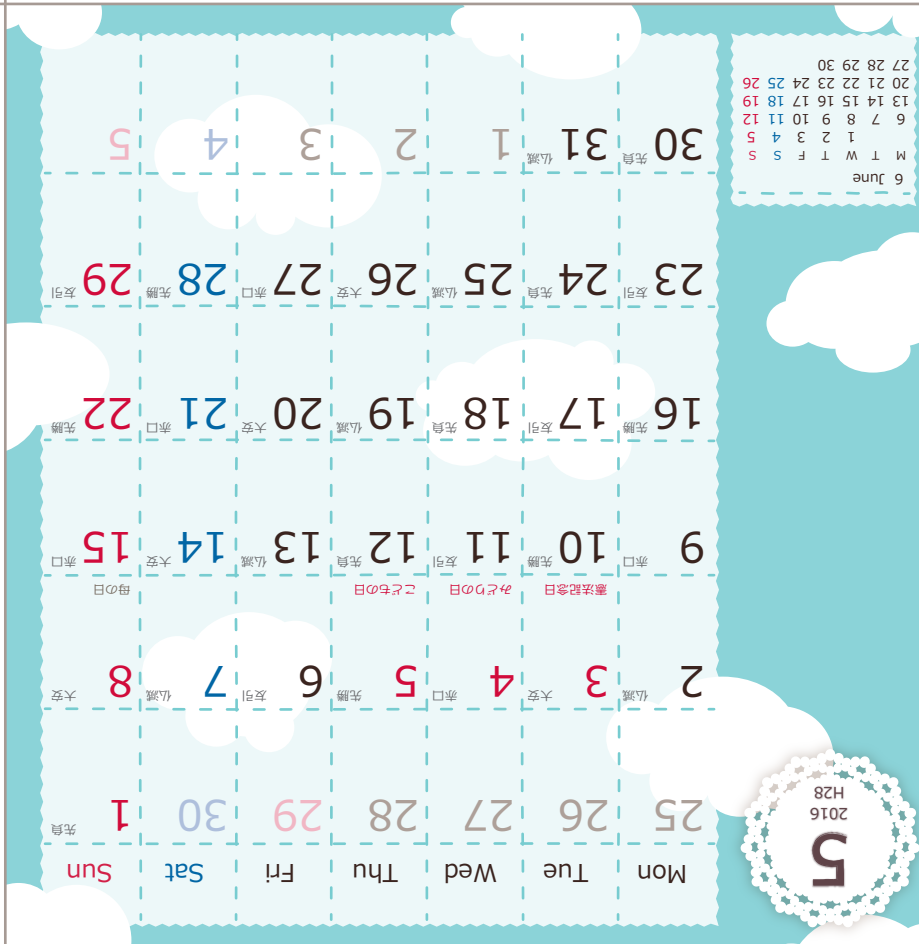 5
2016
H28
Mon Tue Wed Thu Fri Sat Sun
25 26 27 28 29 30 1 先負
2 仏滅 3 大安 4 赤口 5 先勝 6 友引 7 仏滅 8 大安
憲法記念日 みどりの日 こどもの日 母の日
9 赤口 10 先勝 11 友引 12 先負 13 仏滅 14 大安 15 赤口
16 先勝 17 友引 18 先負 19 仏滅 20 大安 21 赤口 22 先勝
23 友引 24 先負 25 仏滅 26 大安 27 赤口 28 先勝 29 友引
30 先負 31 仏滅 1 2 3 4 5
6 June
M T W T F S S
1 2 3 4 5
6 7 8 9 10 11 12
13 14 15 16 17 18 19
20 21 22 23 24 25 26
27 28 29 30